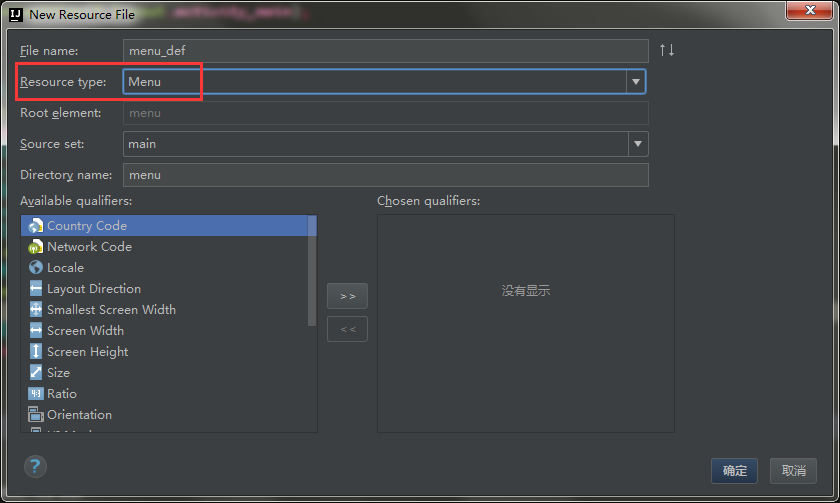 New Resource File
File name: menu_def
Resource type: Menu
Root element: menu
Source set: main
Directory name: menu
Available qualifiers: Chosen qualifiers:
Country Code
Network Code
Locale
Layout Direction
Smallest Screen Width
Screen Width
Screen Height
Size
Ratio
Orientation
>>
<<
没有显示
?
确定 取消